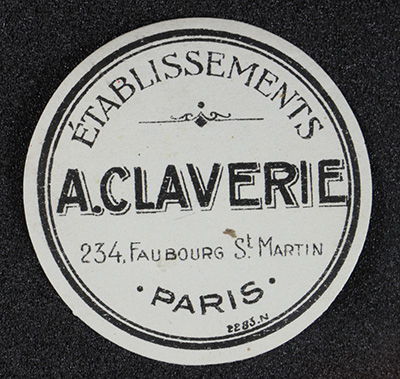 ÉTABLISSEMENTS
A.CLAVERIE
234, FAUBOURG St MARTIN
· PARIS ·
2285.N